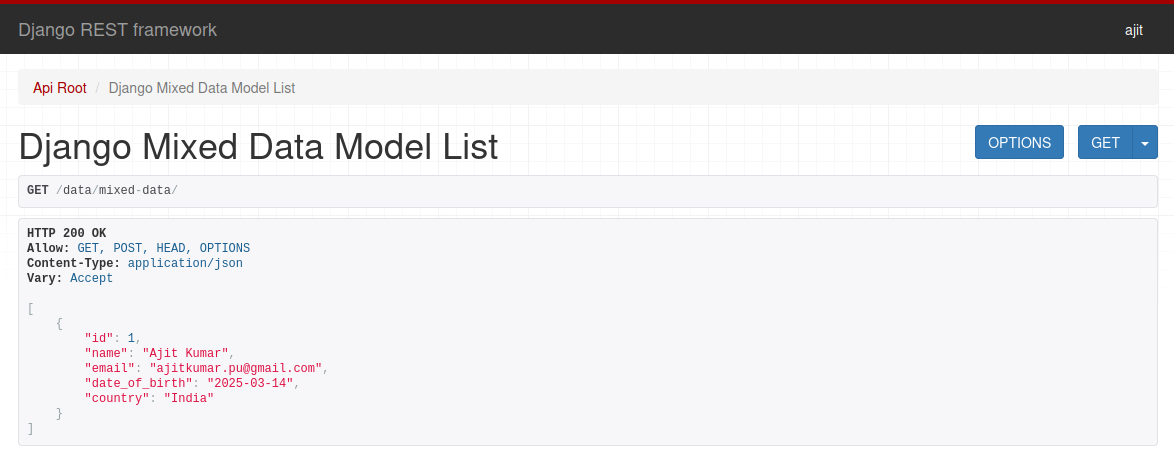 Django REST framework
ajit
Api Root / Django Mixed Data Model List
Django Mixed Data Model List
OPTIONS
GET
GET /data/mixed-data/
HTTP 200 OK
Allow: GET, POST, HEAD, OPTIONS
Content-Type: application/json
Vary: Accept
[
    {
        "id": 1,
        "name": "Ajit Kumar",
        "email": "ajitkumar.pu@gmail.com",
        "date_of_birth": "2025-03-14",
        "country": "India"
    }
]